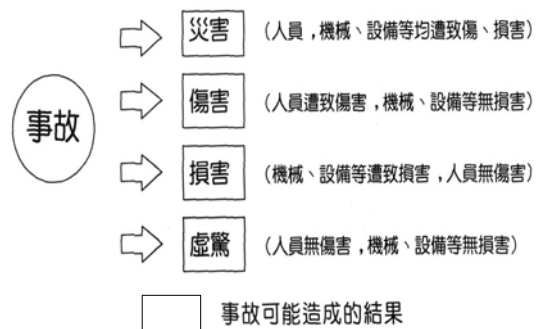 災害 (人員,機械、設備等均遭致傷、損害)
傷害 (人員遭致傷害,機械、設備等無損害)
事故
損害 (機械、設備等遭致損害,人員無傷害)
虛驚 (人員無傷害,機械、設備等無損害)
事故可能造成的結果